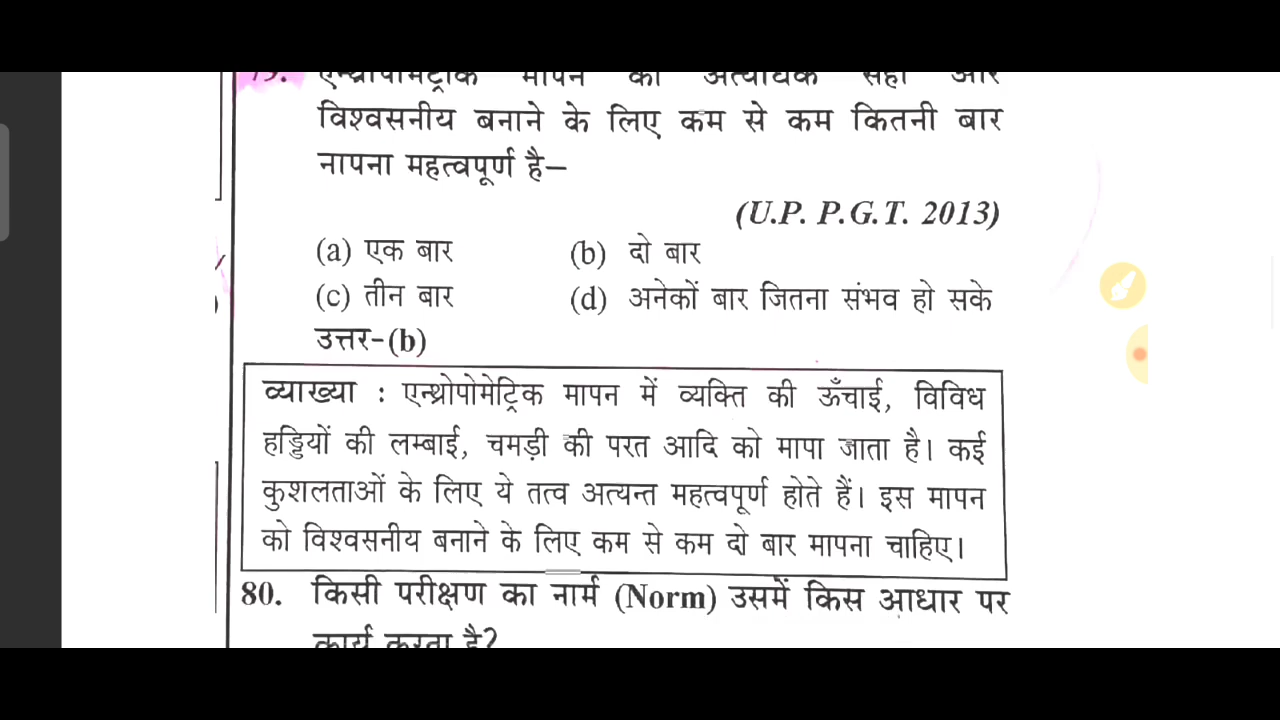 विश्वसनीय बनाने के लिए कम से कम कितनी बार
नापना महत्वपूर्ण है–
(U.P. P.G.T. 2013)
(a) एक बार (b) दो बार
(c) तीन बार (d) अनेकों बार जितना संभव हो सके
उत्तर-(b)
व्याख्या : एन्थ्रोपोमेट्रिक मापन में व्यक्ति की ऊँचाई, विविध
हड्डियों की लम्बाई, चमड़ी की परत आदि को मापा जाता है। कई
कुशलताओं के लिए ये तत्व अत्यन्त महत्वपूर्ण होते हैं। इस मापन
को विश्वसनीय बनाने के लिए कम से कम दो बार मापना चाहिए।
80. किसी परीक्षण का नार्म (Norm) उसमें किस आधार पर
कार्य करता है?